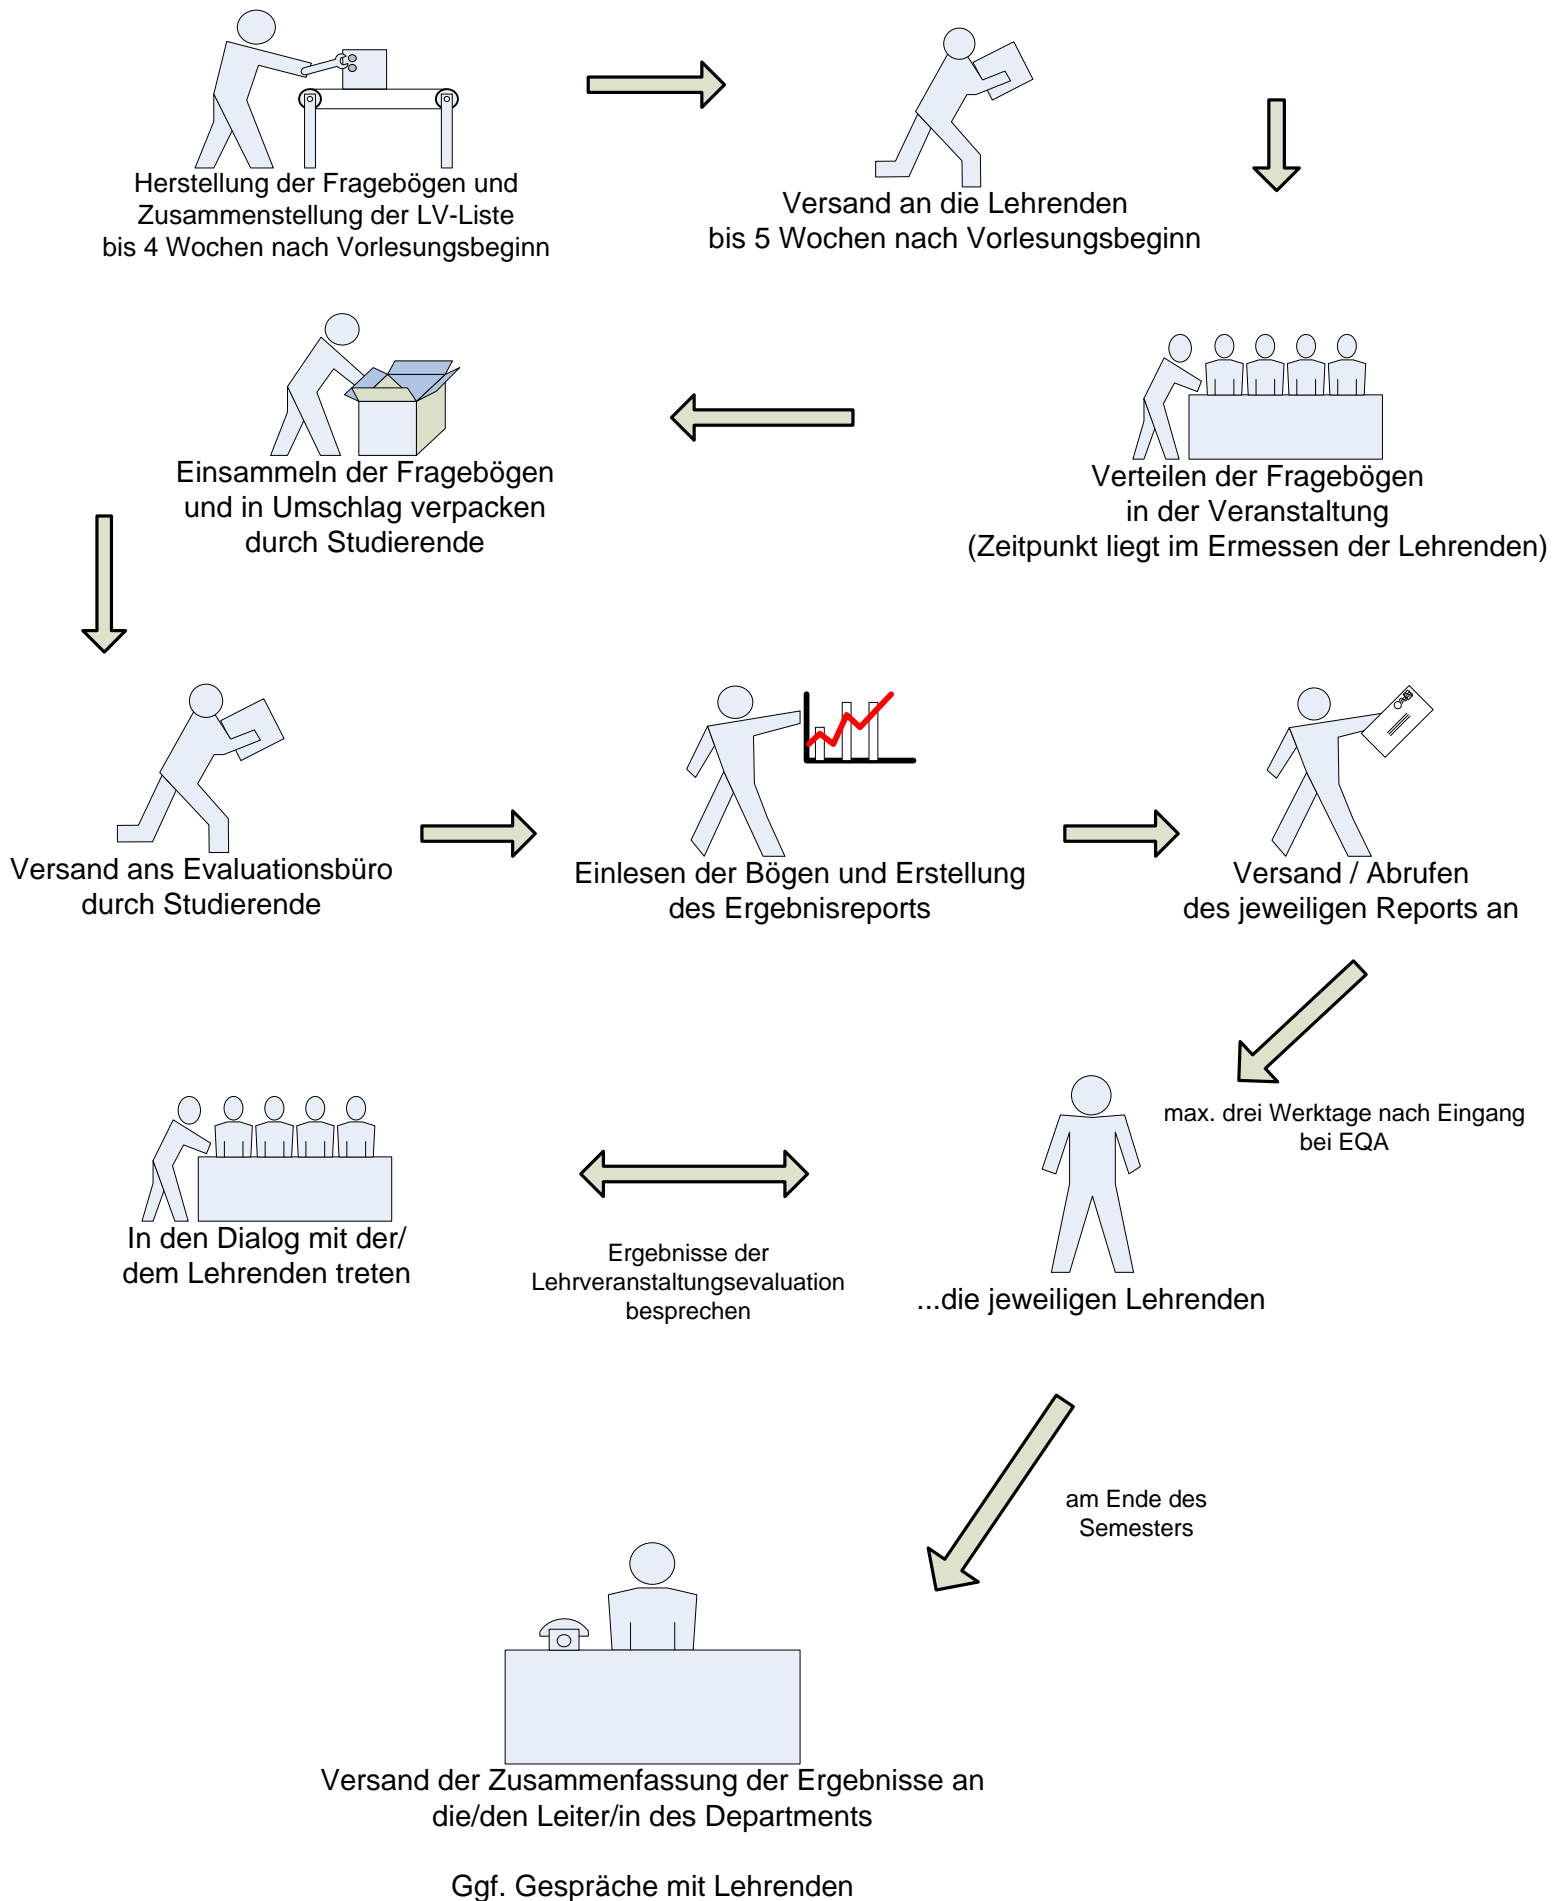 Herstellung der Fragebögen und
Zusammenstellung der LV-Liste
bis 4 Wochen nach Vorlesungsbeginn
Versand an die Lehrenden
bis 5 Wochen nach Vorlesungsbeginn
Verteilen der Fragebögen
in der Veranstaltung
(Zeitpunkt liegt im Ermessen der Lehrenden)
Einsammeln der Fragebögen
und in Umschlag verpacken
durch Studierende
Versand ans Evaluationsbüro
durch Studierende
Einlesen der Bögen und Erstellung
des Ergebnisreports
Versand / Abrufen
des jeweiligen Reports an
max. drei Werktage nach Eingang
bei EQA
...die jeweiligen Lehrenden
Ergebnisse der
Lehrveranstaltungsevaluation
besprechen
In den Dialog mit der/
dem Lehrenden treten
am Ende des
Semesters
Versand der Zusammenfassung der Ergebnisse an
die/den Leiter/in des Departments
Ggf. Gespräche mit Lehrenden